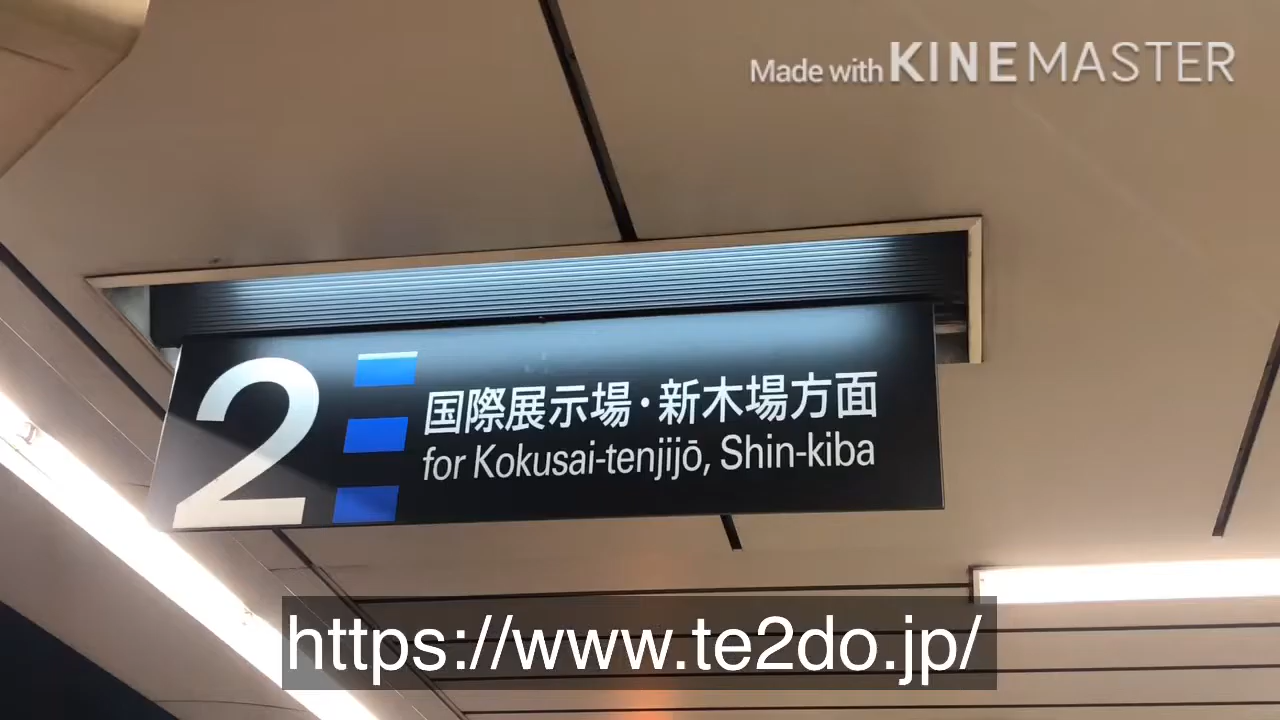 Made with KINEMASTER
2
国際展示場・新木場方面
for Kokusai-tenjijō, Shin-kiba
https://www.te2do.jp/